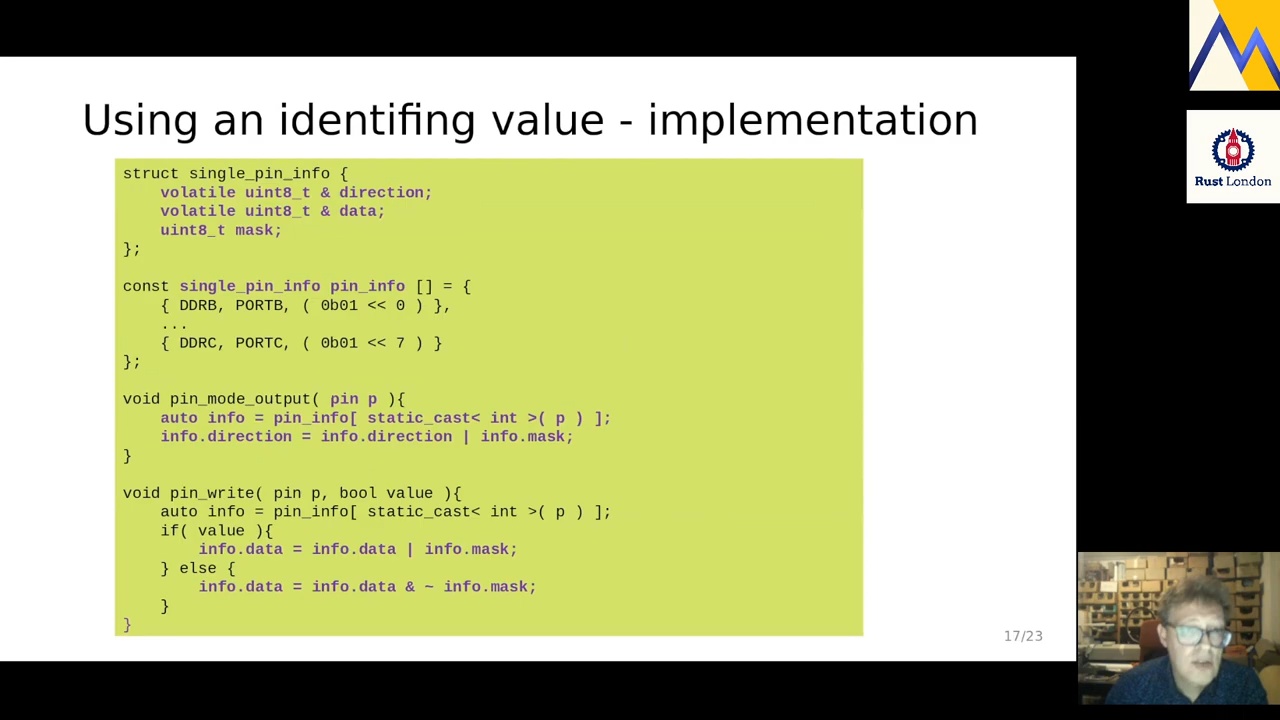 Using an identifing value - implementation
struct single_pin_info {
    volatile uint8_t & direction;
    volatile uint8_t & data;
    uint8_t mask;
};
const single_pin_info pin_info [] = {
    { DDRB, PORTB, ( 0b01 << 0 ) },
    ...
    { DDRC, PORTC, ( 0b01 << 7 ) }
};
void pin_mode_output( pin p ){
    auto info = pin_info[ static_cast< int >( p ) ];
    info.direction = info.direction | info.mask;
}
void pin_write( pin p, bool value ){
    auto info = pin_info[ static_cast< int >( p ) ];
    if( value ){
        info.data = info.data | info.mask;
    } else {
        info.data = info.data & ~ info.mask;
    }
}
17/23
Rust London